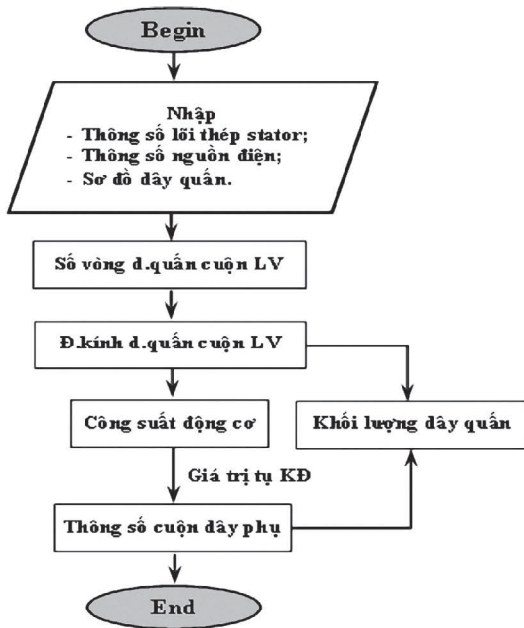 Begin
Nhập
- Thông số lõi thép stator;
- Thông số nguồn điện;
- Sơ đồ dây quấn.
Số vòng d.quấn cuộn LV
Đ.kính d.quấn cuộn LV
Công suất động cơ
Khối lượng dây quấn
Giá trị tụ KĐ
Thông số cuộn dây phụ
End